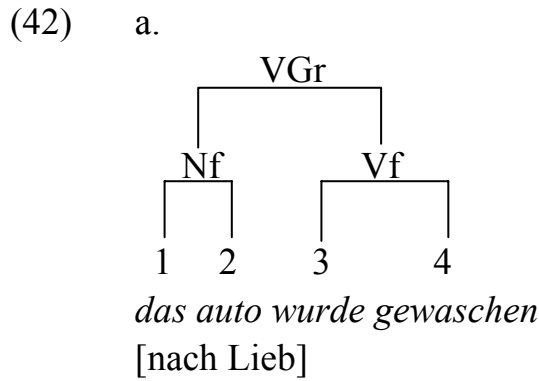 (42) a.
VGr
Nf Vf
1 2 3 4
das auto wurde gewaschen
[nach Lieb]